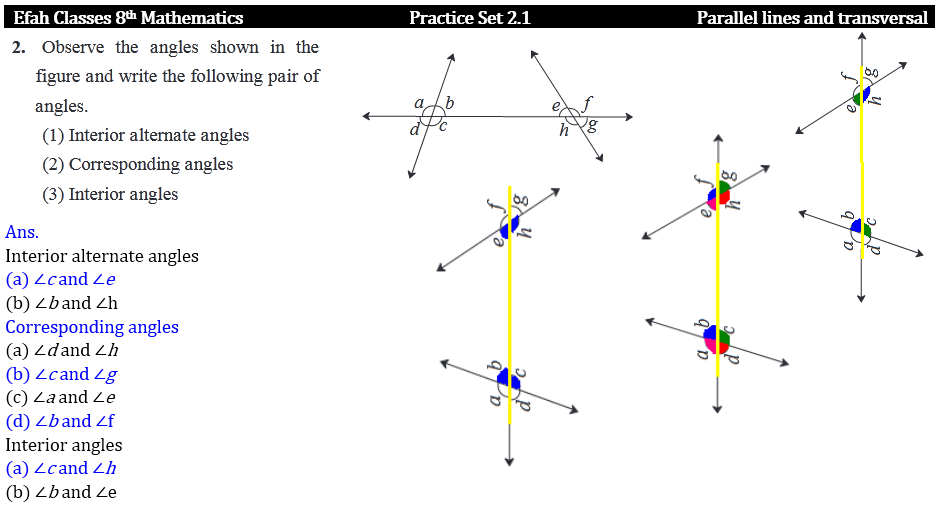 Efah Classes 8th Mathematics Practice Set 2.1 Parallel lines and transversal
2. Observe the angles shown in the
figure and write the following pair of
angles.
(1) Interior alternate angles
(2) Corresponding angles
(3) Interior angles
Ans.
Interior alternate angles
(a) ∠c and ∠e
(b) ∠b and ∠h
Corresponding angles
(a) ∠d and ∠h
(b) ∠c and ∠g
(c) ∠a and ∠e
(d) ∠b and ∠f
Interior angles
(a) ∠c and ∠h
(b) ∠b and ∠e
a b e f
d c h g
f g
e h
b c
a d
f g
e h
b c
a d
f g
e h
b c
a d